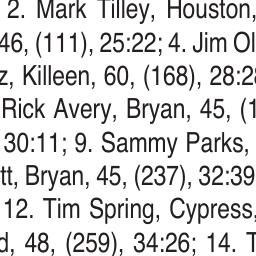 2. Mark Tilley, Houston,
46, (111), 25:22; 4. Jim Ol
z, Killeen, 60, (168), 28:28
Rick Avery, Bryan, 45, (1
30:11; 9. Sammy Parks,
tt, Bryan, 45, (237), 32:39
12. Tim Spring, Cypress,
d, 48, (259), 34:26; 14. T